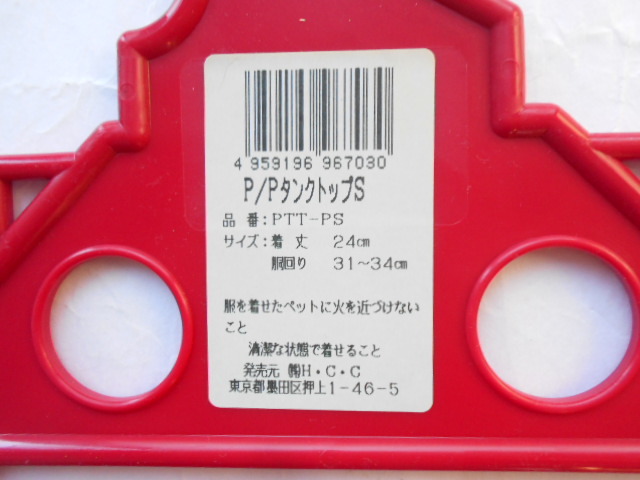 4 959196 967030
P/PタンクトップS
品 番:PTT-PS
サイズ:着 丈 24㎝
胴回り 31~34㎝
服を着せたペットに火を近づけない
こと
清潔な状態で着せること
発売元 ㈱H・C・C
東京都墨田区押上1-46-5